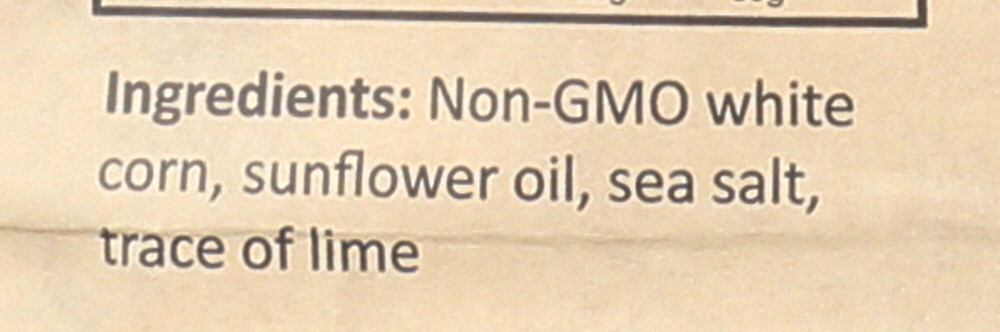 Ingredients: Non-GMO white
corn, sunflower oil, sea salt,
trace of lime